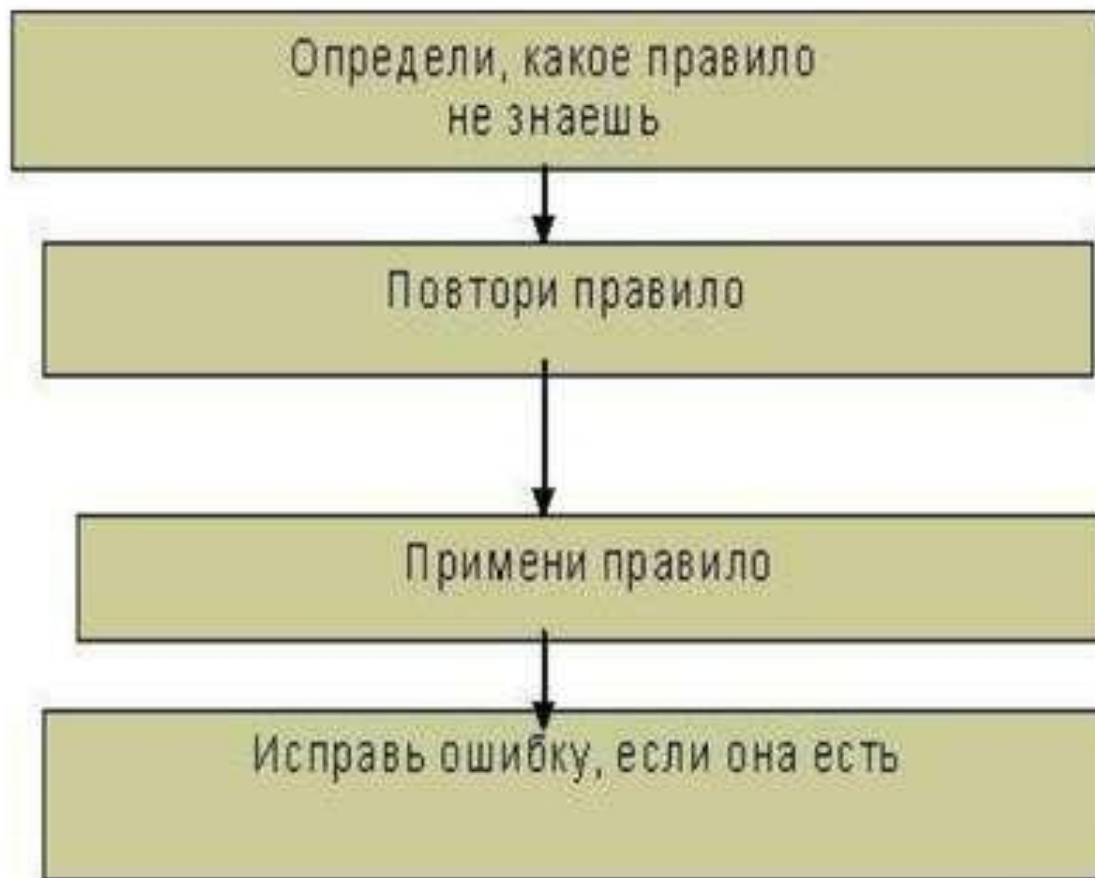 Определи, какое правило
не знаешь
Повтори правило
Примени правило
Исправь ошибку, если она есть